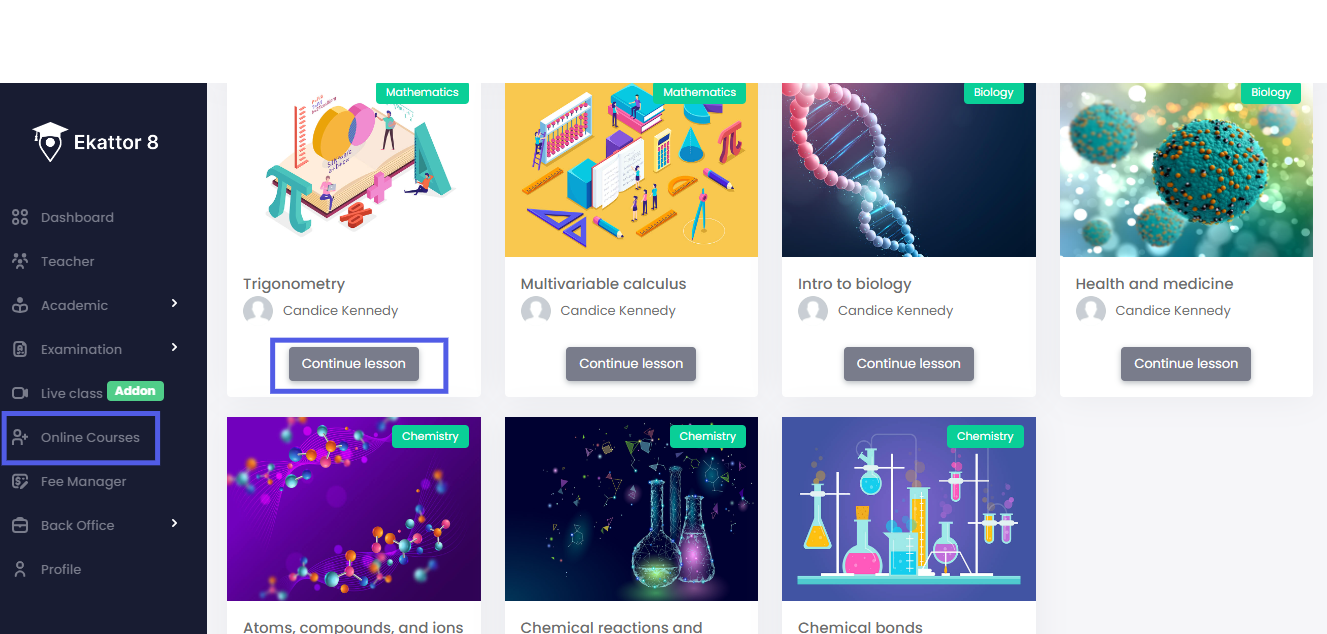 Ekattor 8
Dashboard
Teacher
Academic
Examination
Live class Addon
Online Courses
Fee Manager
Back Office
Profile
Mathematics
Trigonometry
Candice Kennedy
Continue lesson
Mathematics
Multivariable calculus
Candice Kennedy
Continue lesson
Biology
Intro to biology
Candice Kennedy
Continue lesson
Biology
Health and medicine
Candice Kennedy
Continue lesson
Chemistry
Atoms, compounds, and ions
Chemistry
Chemical reactions and
Chemistry
Chemical bonds